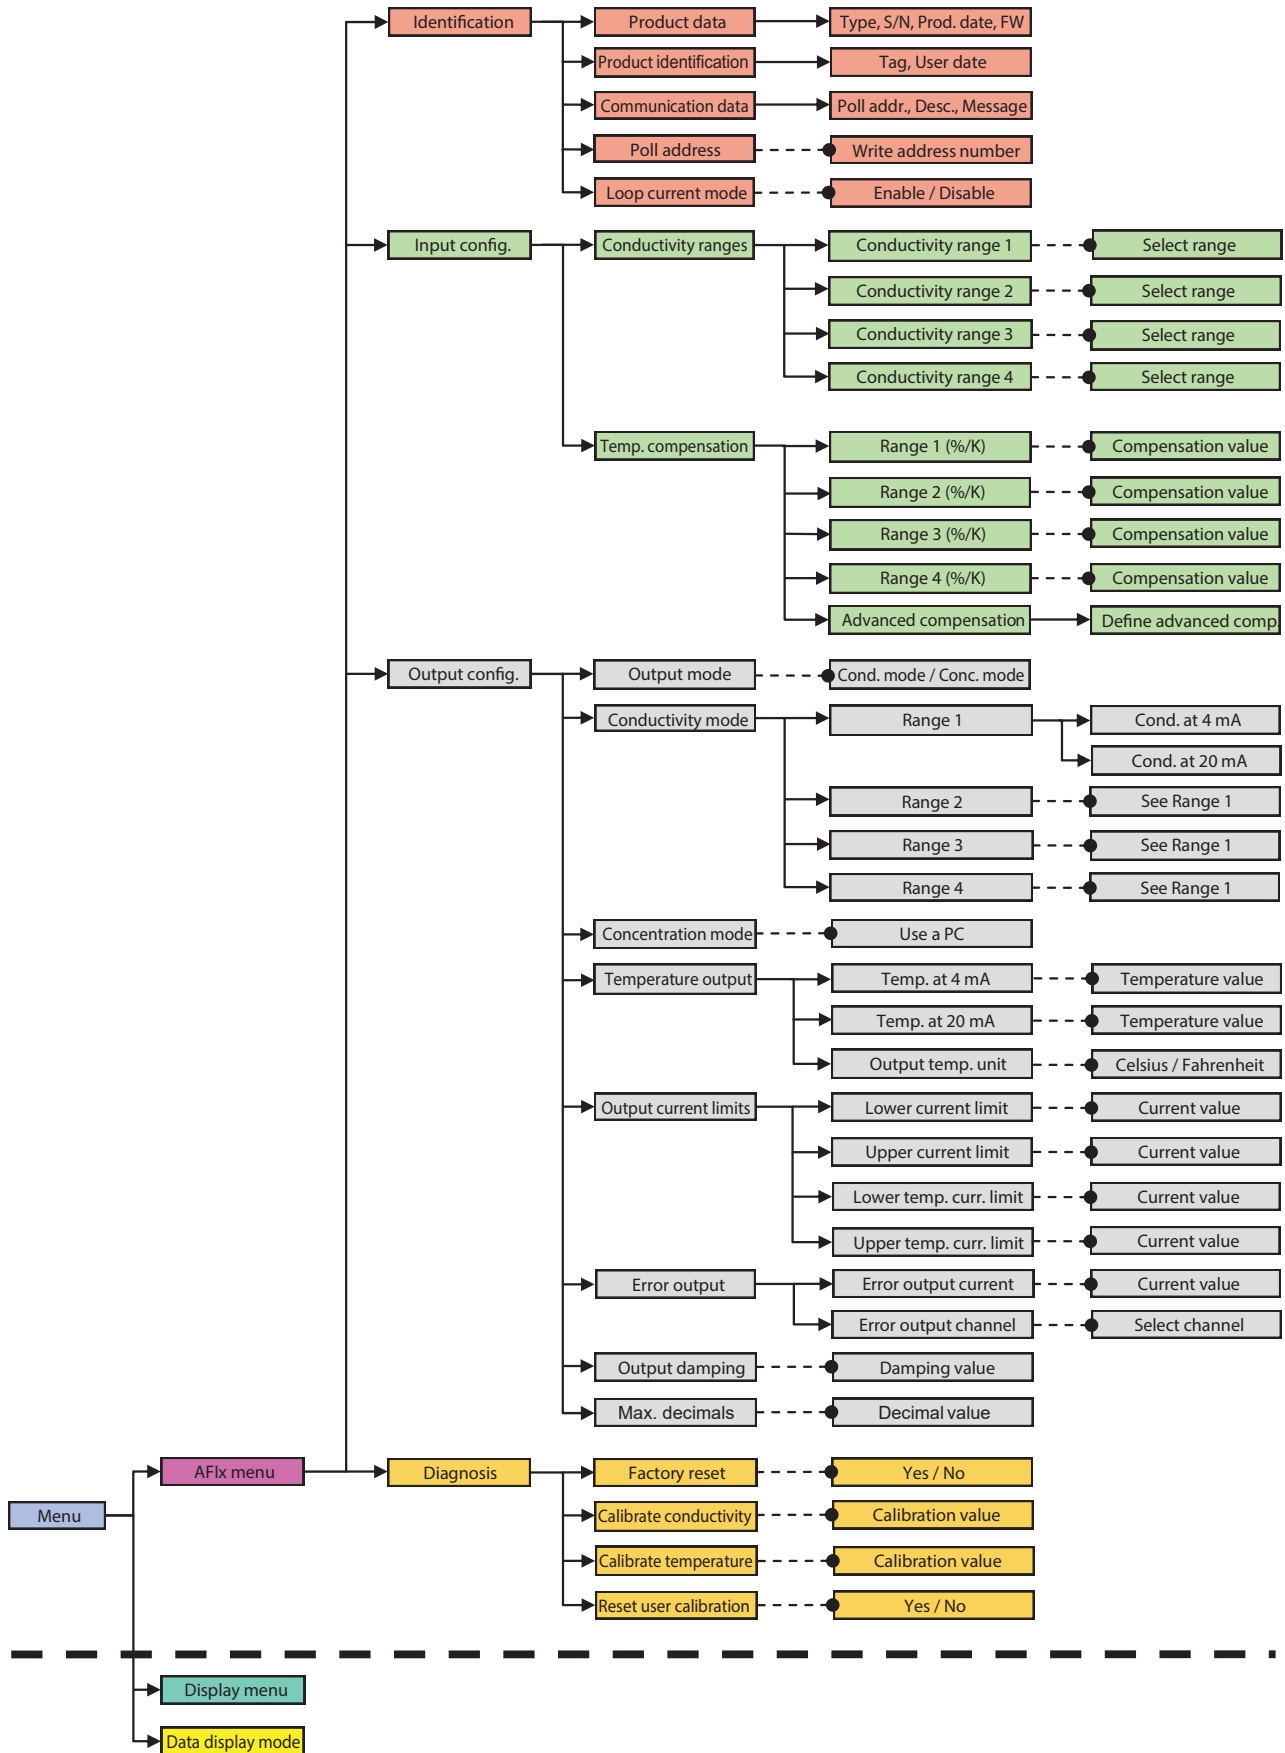 Identification
Product data
Type, S/N, Prod. date, FW
Product identification
Tag, User date
Communication data
Poll addr., Desc., Message
Poll address
Write address number
Loop current mode
Enable / Disable
Input config.
Conductivity ranges
Conductivity range 1
Select range
Conductivity range 2
Select range
Conductivity range 3
Select range
Conductivity range 4
Select range
Temp. compensation
Range 1 (%/K)
Compensation value
Range 2 (%/K)
Compensation value
Range 3 (%/K)
Compensation value
Range 4 (%/K)
Compensation value
Advanced compensation
Define advanced comp.
Output config.
Output mode
Cond. mode / Conc. mode
Conductivity mode
Range 1
Cond. at 4 mA
Cond. at 20 mA
Range 2
See Range 1
Range 3
See Range 1
Range 4
See Range 1
Concentration mode
Use a PC
Temperature output
Temp. at 4 mA
Temperature value
Temp. at 20 mA
Temperature value
Output temp. unit
Celsius / Fahrenheit
Output current limits
Lower current limit
Current value
Upper current limit
Current value
Lower temp. curr. limit
Current value
Upper temp. curr. limit
Current value
Error output
Error output current
Current value
Error output channel
Select channel
Output damping
Damping value
Max. decimals
Decimal value
AFIx menu
Diagnosis
Factory reset
Yes / No
Menu
Calibrate conductivity
Calibration value
Calibrate temperature
Calibration value
Reset user calibration
Yes / No
Display menu
Data display mode